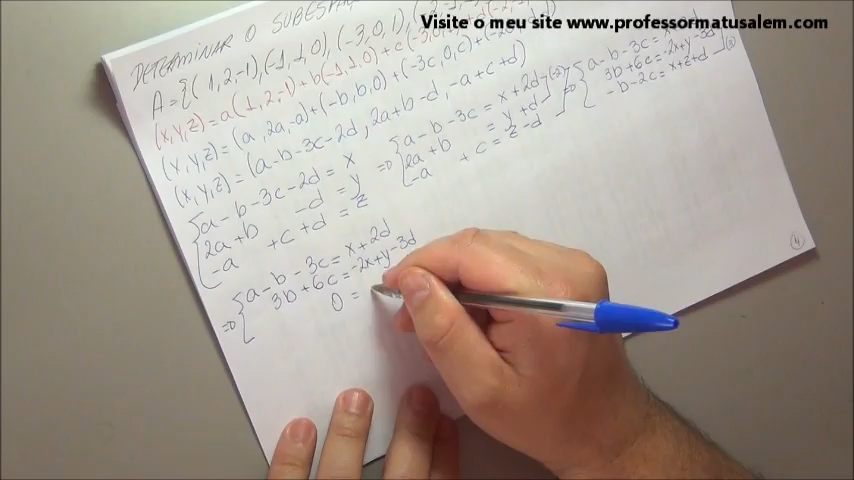 Visite o meu site www.professormatusalem.com
DETERMINAR O SUBESPA
A = {(1,2,-1),(-1,1,0),(-3,0,1),
(x,y,z) = a(1,2,-1)+b(-1,1,0)+c(-3,0,
(x,y,z) = (a,2a,-a)+(-b,b,0)+(-3c,0,c)+(-2
(x,y,z) = (a-b-3c-2d, 2a+b-d, -a+c+d)
{a-b-3c-2d = x
2a+b -d = y
-a +c+d = z
=> {a-b-3c = x+2d
2a+b = y+d
-a +c = z-d
=> {a-b-3c = x+2d
3b+6c = -2x+y-3d
-b-2c = x+z+d
=> {a-b-3c = x+2d
3b+6c = -2x+y-3d
0 =